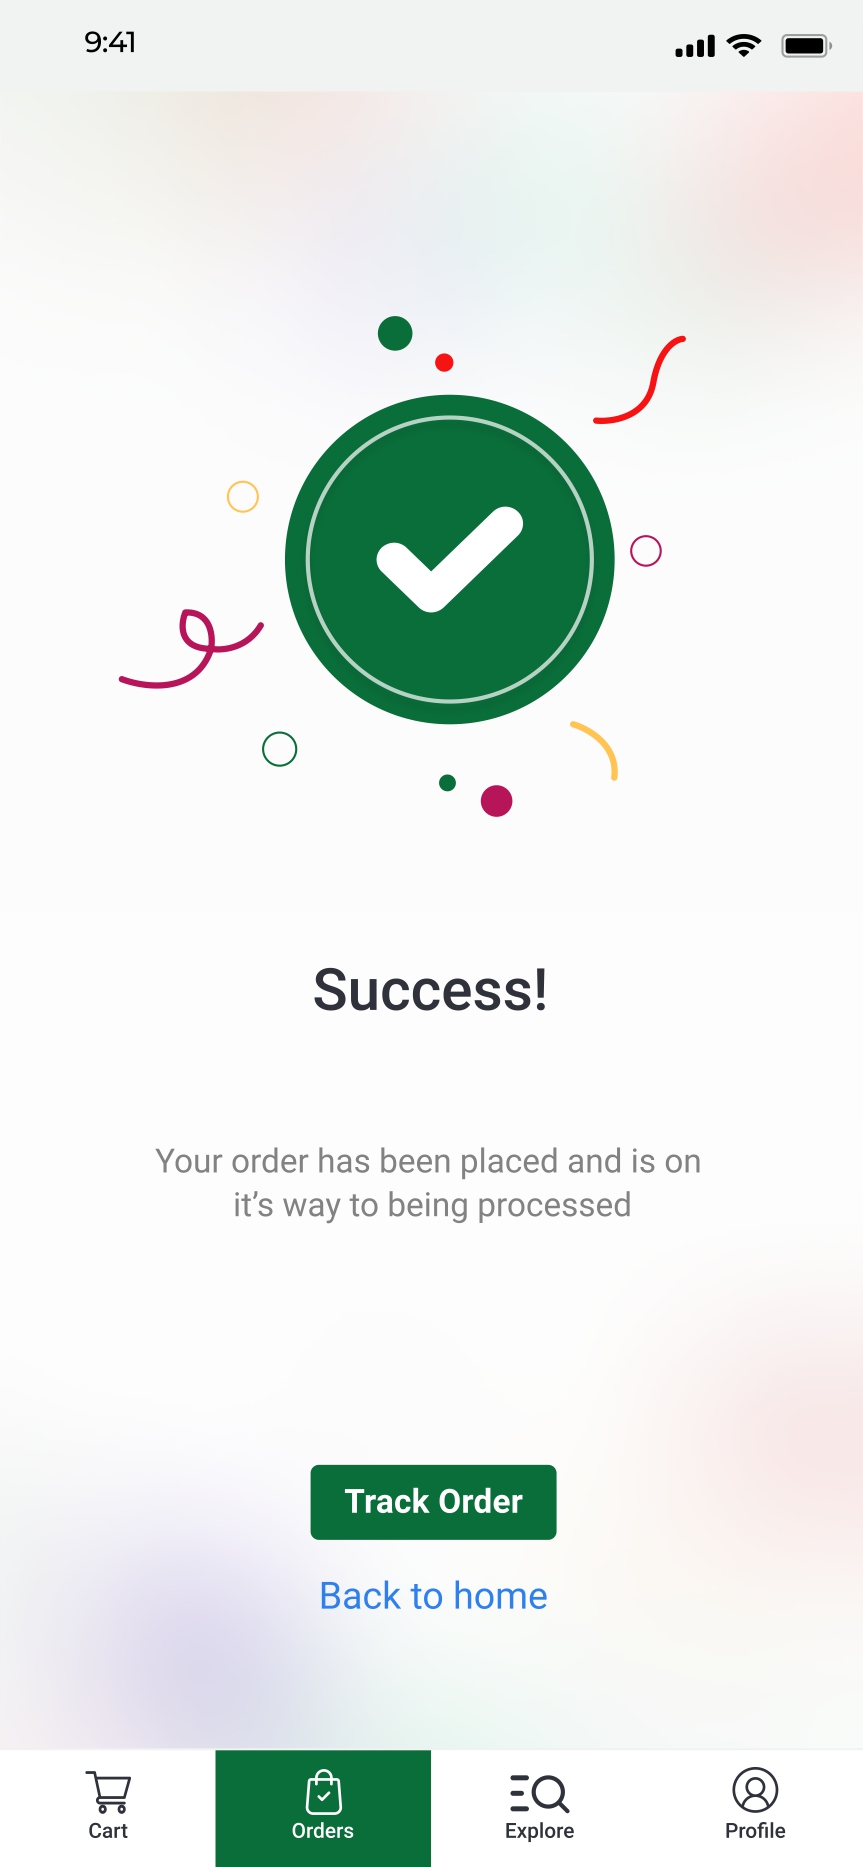 9:41
Success!
Your order has been placed and is on
it’s way to being processed
Track Order
Back to home
Cart
Orders
Explore
Profile